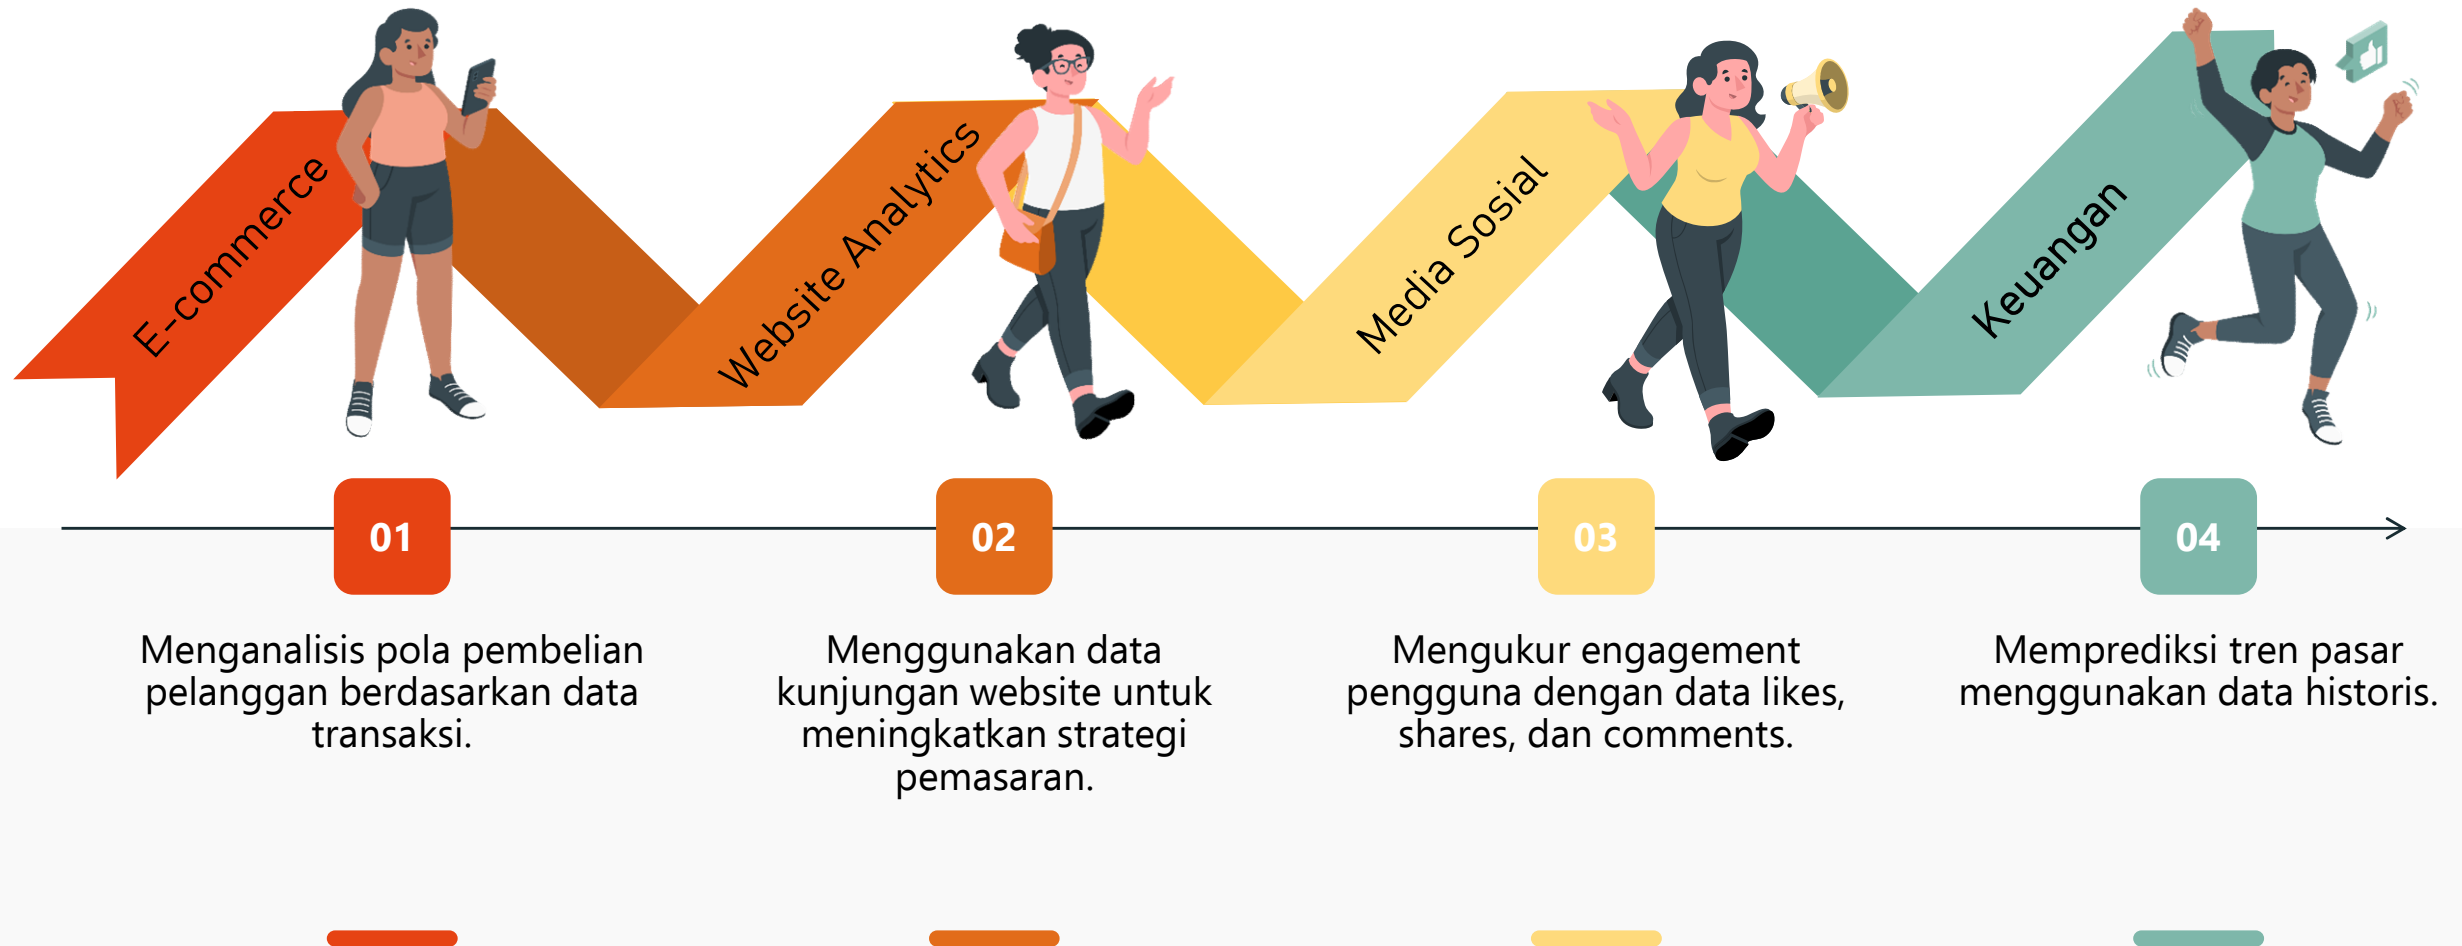 E-commerce
Website Analytics
Media Sosial
Keuangan
01
02
03
04
Menganalisis pola pembelian
pelanggan berdasarkan data
transaksi.
Menggunakan data
kunjungan website untuk
meningkatkan strategi
pemasaran.
Mengukur engagement
pengguna dengan data likes,
shares, dan comments.
Memprediksi tren pasar
menggunakan data historis.